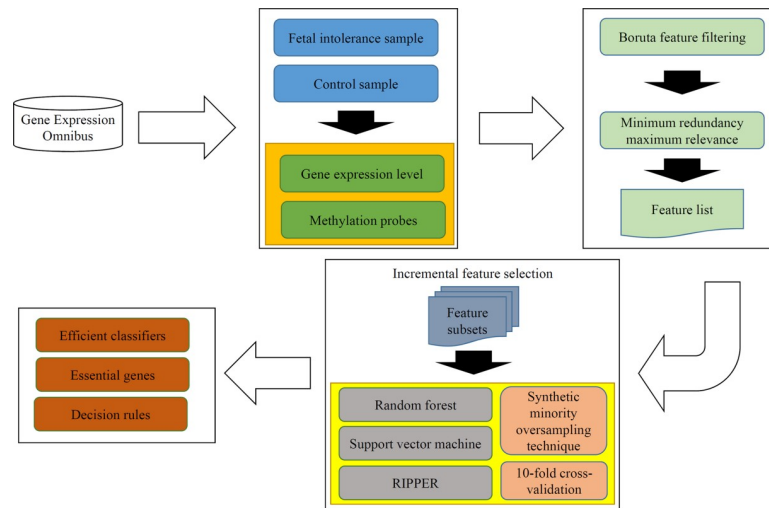 Gene Expression
Omnibus
Fetal intolerance sample
Control sample
Gene expression level
Methylation probes
Boruta feature filtering
Minimum redundancy
maximum relevance
Feature list
Incremental feature selection
Feature
subsets
Random forest
Support vector machine
RIPPER
Synthetic
minority
oversampling
technique
10-fold cross-
validation
Efficient classifiers
Essential genes
Decision rules